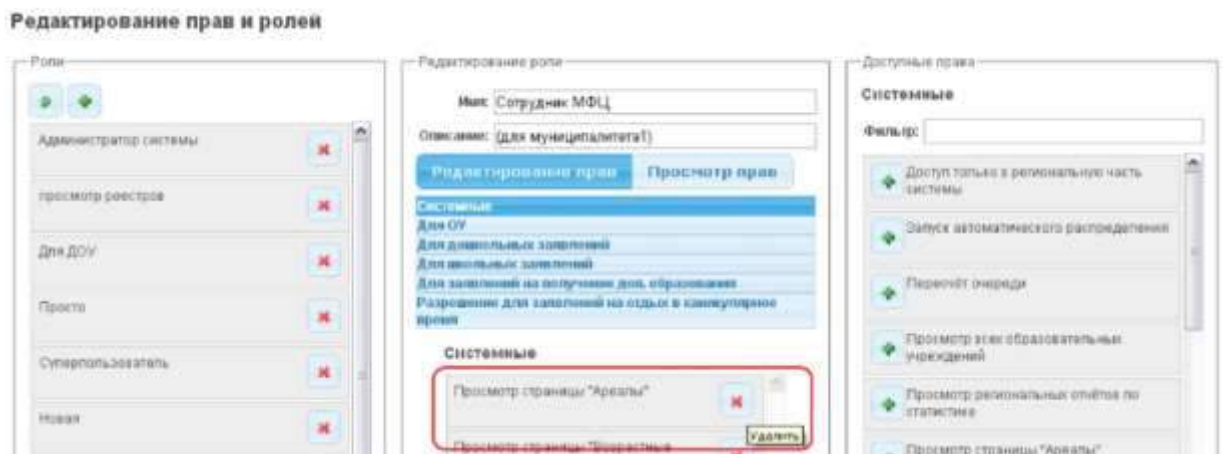 Редактирование прав и ролей
Роли
Администратор системы
просмотр реестров
Для ДОУ
Просто
Суперпользователь
Новая
Редактирование роли
Имя: Сотрудник МФЦ
Описание: (для муниципалитета1)
Редактирование прав Просмотр прав
Системные
Для ОУ
Для дошкольных заявлений
Для школьных заявлений
Для заявлений на получение доп. образования
Разрешение для заявлений на отдых в каникулярное
время
Системные
Просмотр страницы "Ареалы"
Удалить
Просмотр страницы "Возрастные
Доступные права
Системные
Фильтр:
Доступ только в региональную часть
системы
Запуск автоматического распределения
Пересчёт очереди
Просмотр всех образовательных
учреждений
Просмотр региональных отчётов по
статистике
Просмотр страницы "Ареалы"